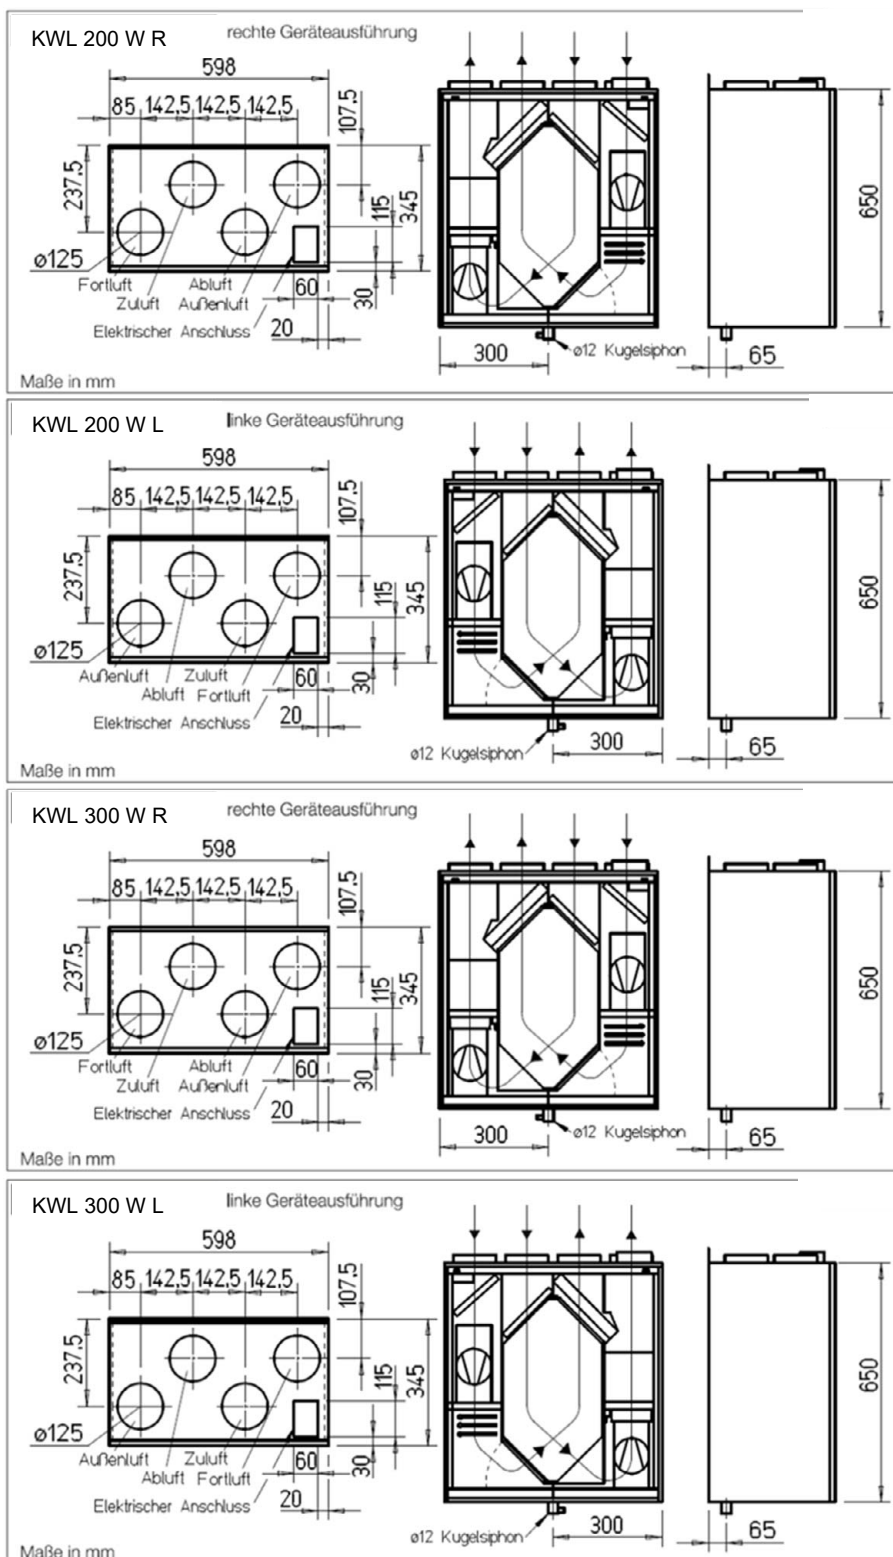 KWL 200 W R
rechte Geräteausführung
598
85 142,5 142,5 142,5
107.5
237.5
115
345
650
ø125
Fortluft
Abluft
Zuluft
Außenluft
60
30
Elektrischer Anschluss
20
300
ø12 Kugelsiphon
65
Maße in mm
KWL 200 W L
linke Geräteausführung
598
85 142,5 142,5 142,5
107.5
237.5
115
345
650
ø125
Außenluft
Zuluft
Abluft
Fortluft
60
30
Elektrischer Anschluss
20
ø12 Kugelsiphon
300
65
Maße in mm
KWL 300 W R
rechte Geräteausführung
598
85 142,5 142,5 142,5
107.5
237.5
115
345
650
ø125
Fortluft
Abluft
Zuluft
Außenluft
60
30
Elektrischer Anschluss
20
300
ø12 Kugelsiphon
65
Maße in mm
KWL 300 W L
linke Geräteausführung
598
85 142,5 142,5 142,5
107.5
237.5
115
345
650
ø125
Außenluft
Zuluft
Abluft
Fortluft
60
30
Elektrischer Anschluss
20
ø12 Kugelsiphon
300
65
Maße in mm